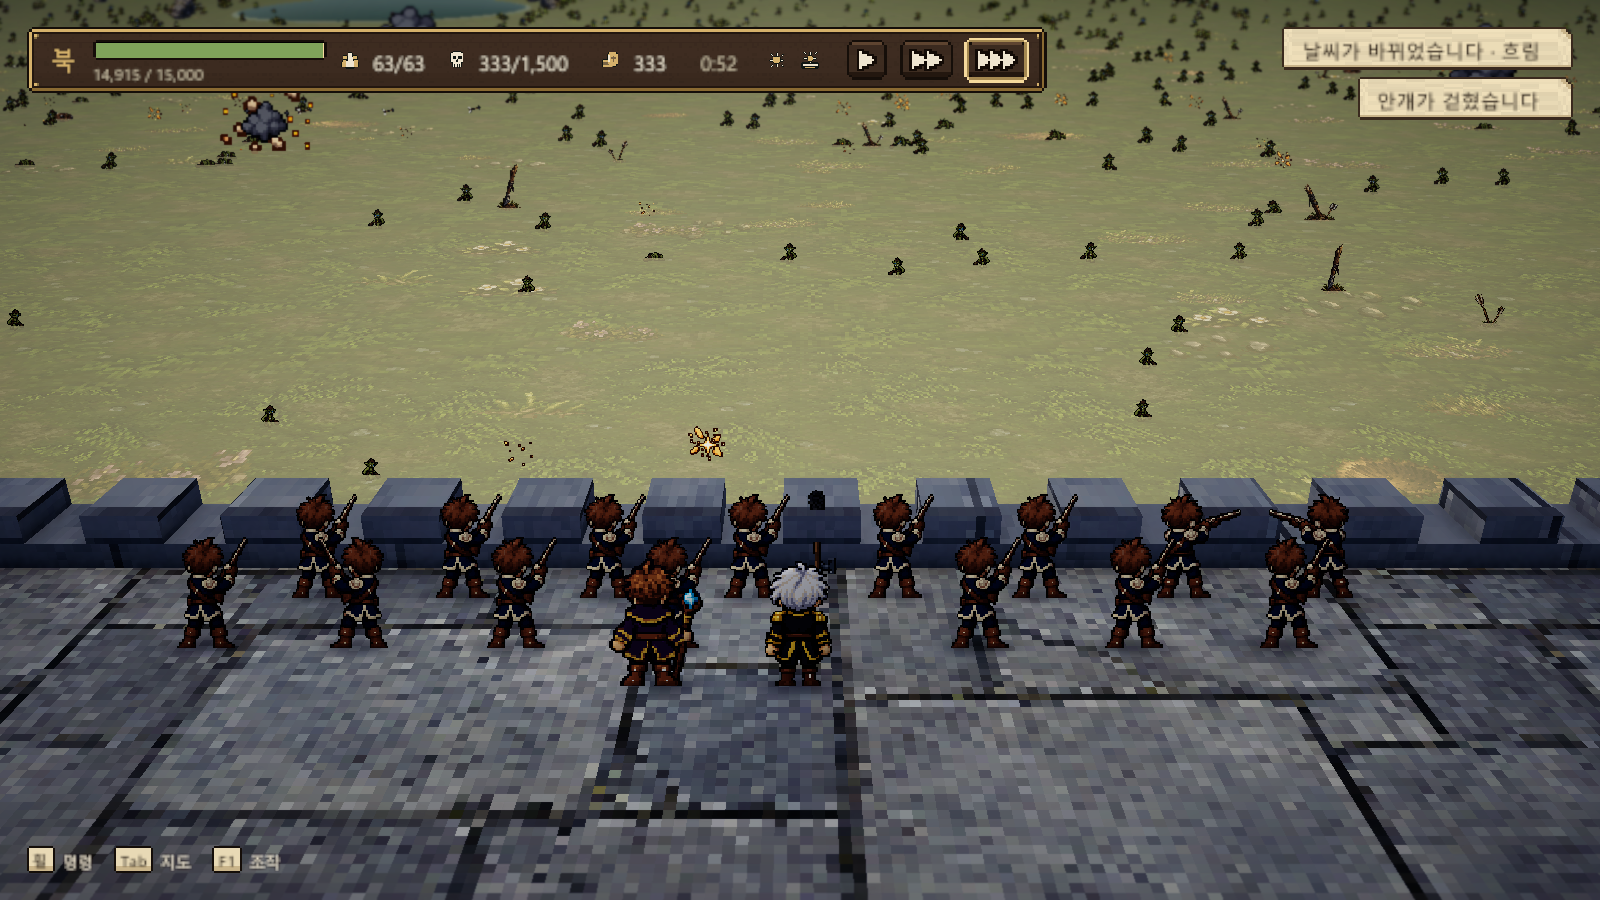 북
14,915 / 15,000
63/63 333/1,500 333 0:52
날씨가 바뀌었습니다 · 흐림
안개가 걷혔습니다
휠 명령 Tab 지도 F1 조작